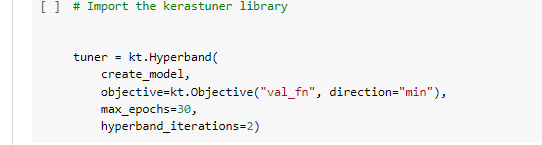 [ ] # Import the kerastuner library
tuner = kt.Hyperband(
create_model,
objective=kt.Objective("val_fn", direction="min"),
max_epochs=30,
hyperband_iterations=2)